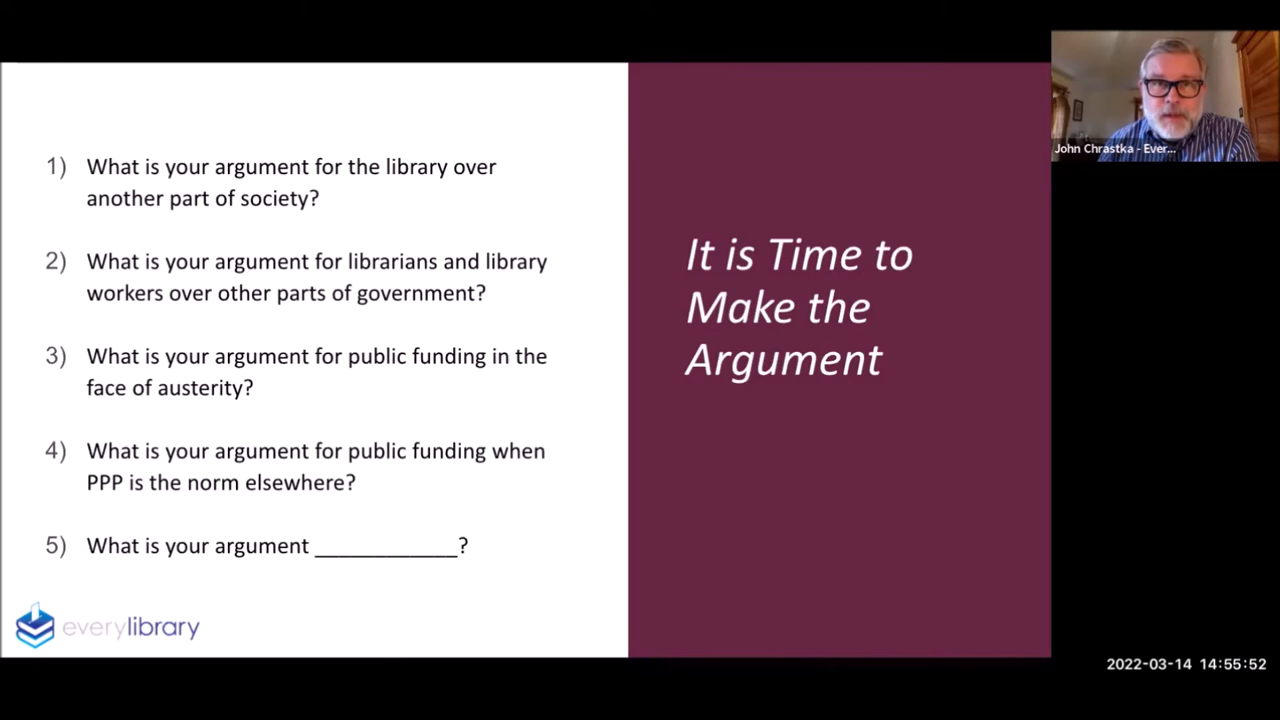 1) What is your argument for the library over
another part of society?
2) What is your argument for librarians and library
workers over other parts of government?
3) What is your argument for public funding in the
face of austerity?
4) What is your argument for public funding when
PPP is the norm elsewhere?
5) What is your argument ____________?
everylibrary
It is Time to
Make the
Argument
John Chrastka - Ever...
2022-03-14 14:55:52